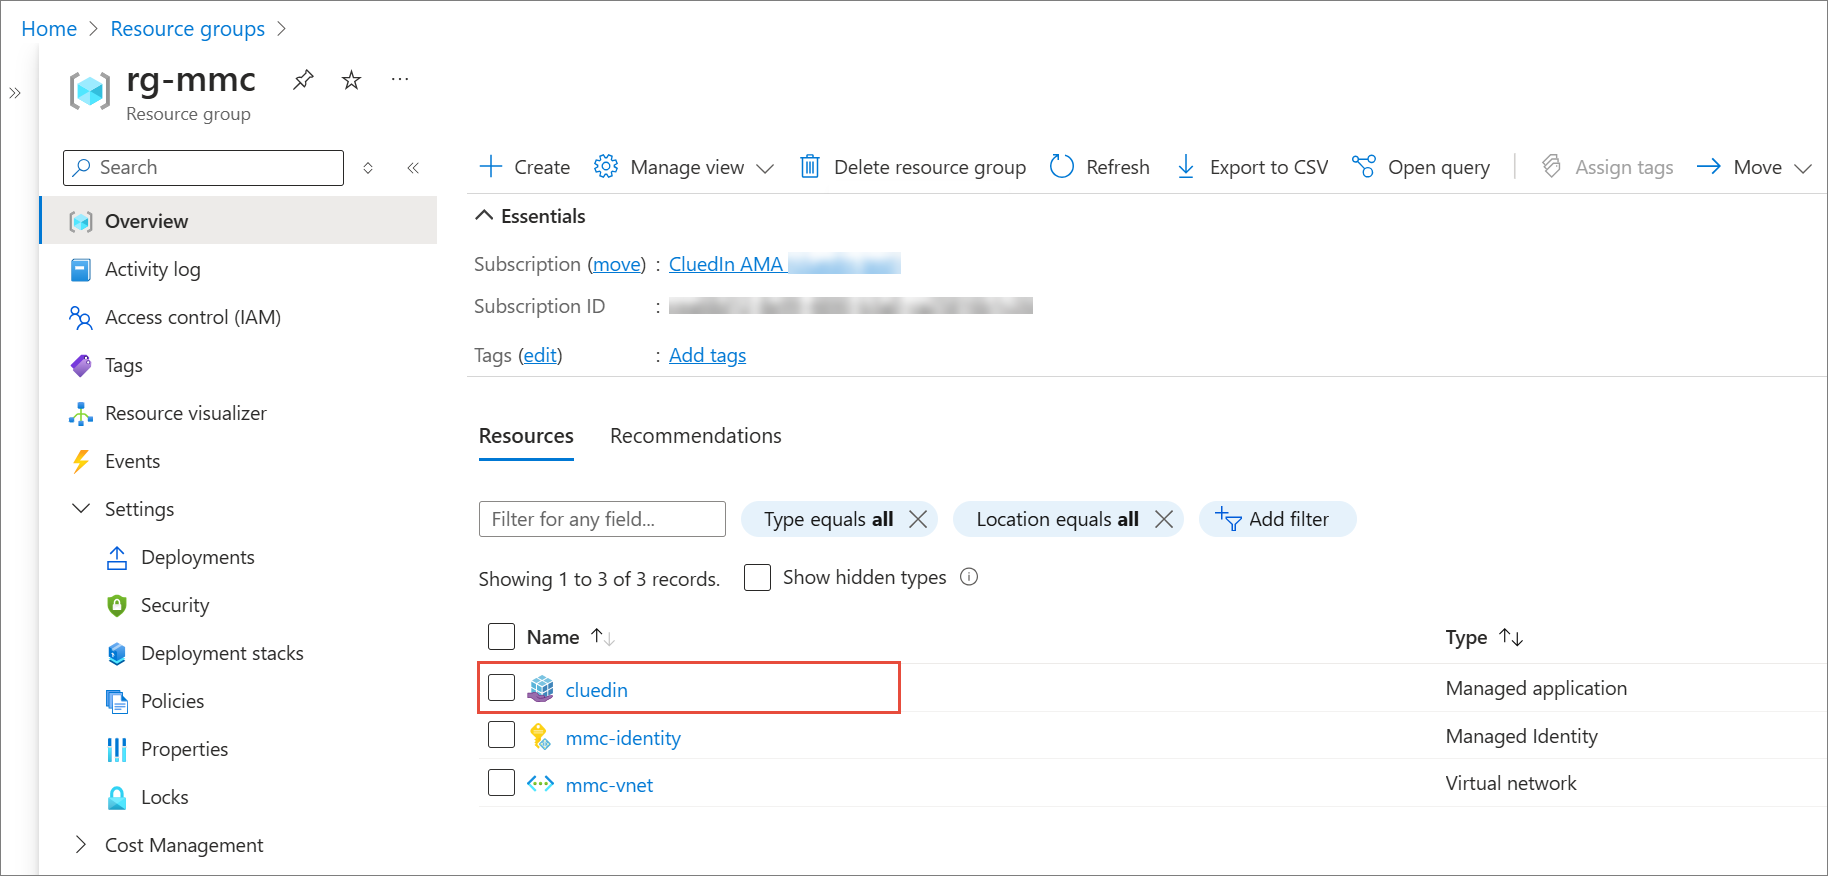 Home > Resource groups >
rg-mmc
Resource group
Search
Overview
Activity log
Access control (IAM)
Tags
Resource visualizer
Events
Settings
Deployments
Security
Deployment stacks
Policies
Properties
Locks
Cost Management
Create Manage view Delete resource group Refresh Export to CSV Open query Assign tags Move
Essentials
Subscription (move) : CluedIn AMA
Subscription ID :
Tags (edit) : Add tags
Resources Recommendations
Filter for any field... Type equals all Location equals all Add filter
Showing 1 to 3 of 3 records. Show hidden types
Name Type
cluedin Managed application
mmc-identity Managed Identity
mmc-vnet Virtual network